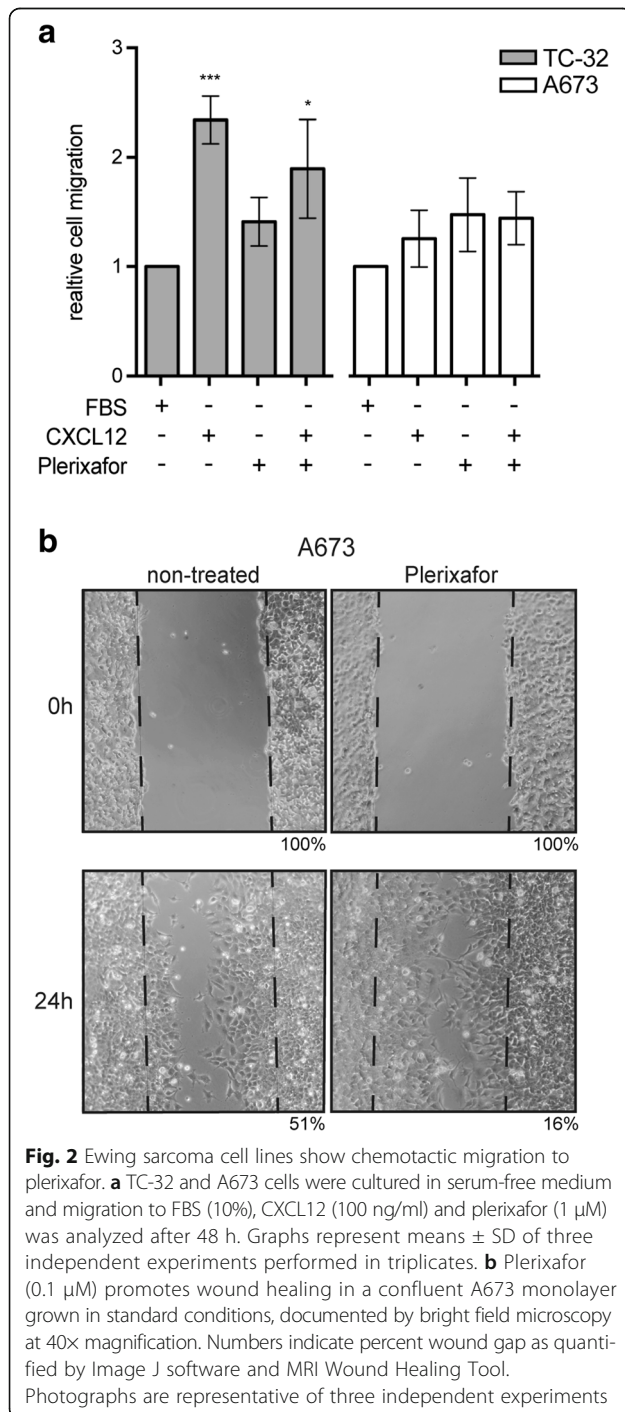 a
3
2
1
0
realtive cell migration
***
*
TC-32
A673
FBS + - - - + - - -
CXCL12 - + - + - + - +
Plerixafor - - + + - - + +
b
A673
non-treated Plerixafor
0h
100% 100%
24h
51% 16%
Fig. 2 Ewing sarcoma cell lines show chemotactic migration to
plerixafor. a TC-32 and A673 cells were cultured in serum-free medium
and migration to FBS (10%), CXCL12 (100 ng/ml) and plerixafor (1 μM)
was analyzed after 48 h. Graphs represent means ± SD of three
independent experiments performed in triplicates. b Plerixafor
(0.1 μM) promotes wound healing in a confluent A673 monolayer
grown in standard conditions, documented by bright field microscopy
at 40× magnification. Numbers indicate percent wound gap as quanti-
fied by Image J software and MRI Wound Healing Tool.
Photographs are representative of three independent experiments